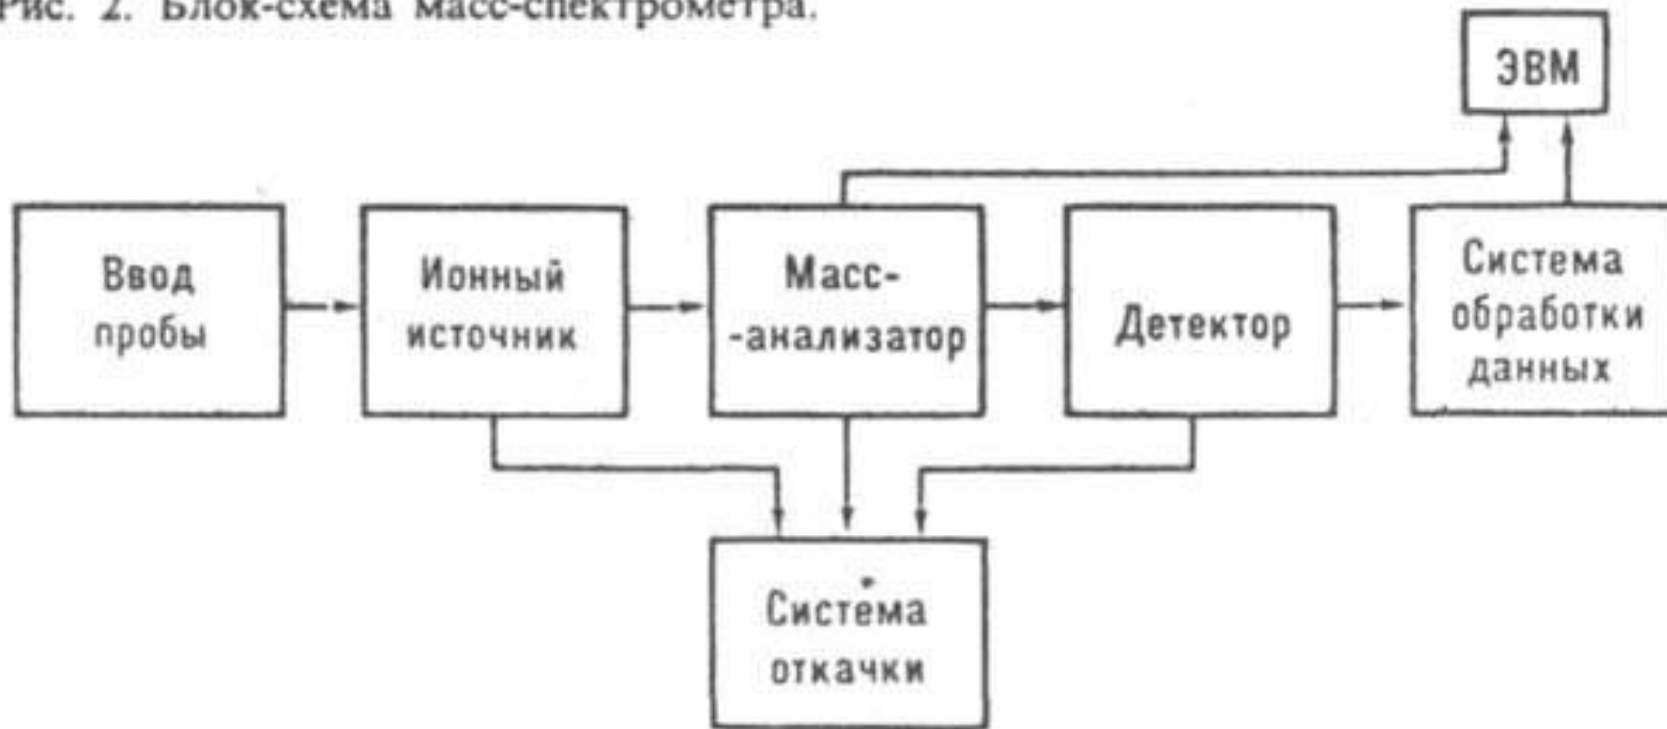 Рис. 2. Блок-схема масс-спектрометра.
ЭВМ
Ввод
пробы
Ионный
источник
Масс-
-анализатор
Детектор
Система
обработки
данных
Система
откачки